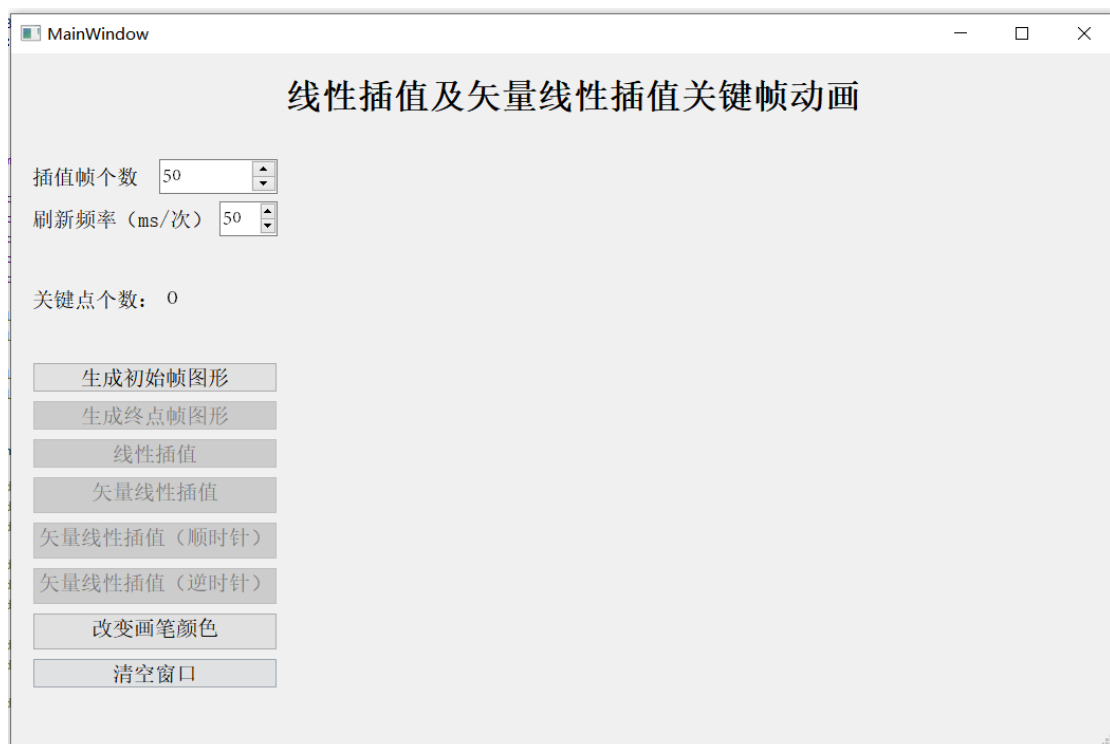 MainWindow
线性插值及矢量线性插值关键帧动画
插值帧个数 50
刷新频率（ms/次） 50
关键点个数： 0
生成初始帧图形
生成终点帧图形
线性插值
矢量线性插值
矢量线性插值（顺时针）
矢量线性插值（逆时针）
改变画笔颜色
清空窗口